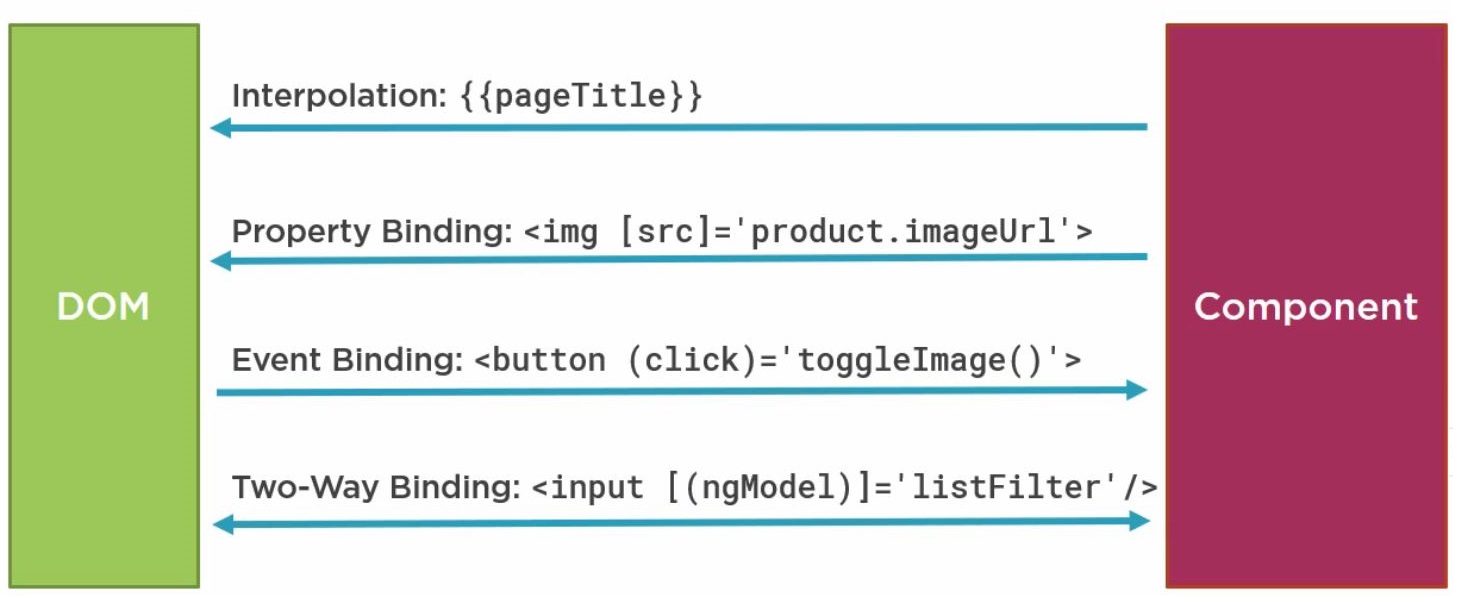 Interpolation: {{pageTitle}}
Property Binding: <img [src]='product.imageUrl'>
DOM
Component
Event Binding: <button (click)='toggleImage()'>
Two-Way Binding: <input [(ngModel)]='listFilter'/>